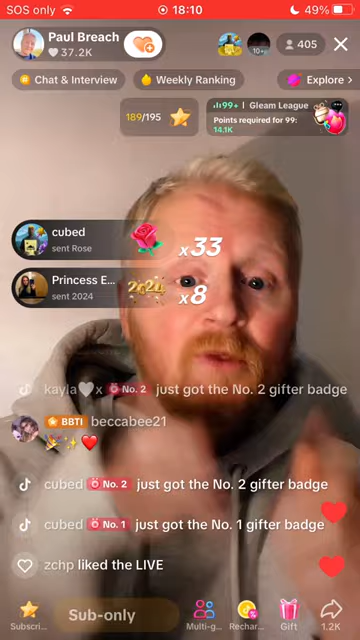 SOS only
18:10
49%
Paul Breach
37.2K
10+
405
Chat & Interview
Weekly Ranking
Explore >
189/195
99+ | Gleam League
Points required for 99:
14.1K
cubed
sent Rose
x33
Princess E...
sent 2024
2024
x8
kayla🩶x No. 2 just got the No. 2 gifter badge
BBTI beccabee21
🎉✨❤️
cubed No. 2 just got the No. 2 gifter badge
cubed No. 1 just got the No. 1 gifter badge
zchp liked the LIVE
Subscri...
Sub-only
Multi-g...
Rechar...
Gift
1.2K